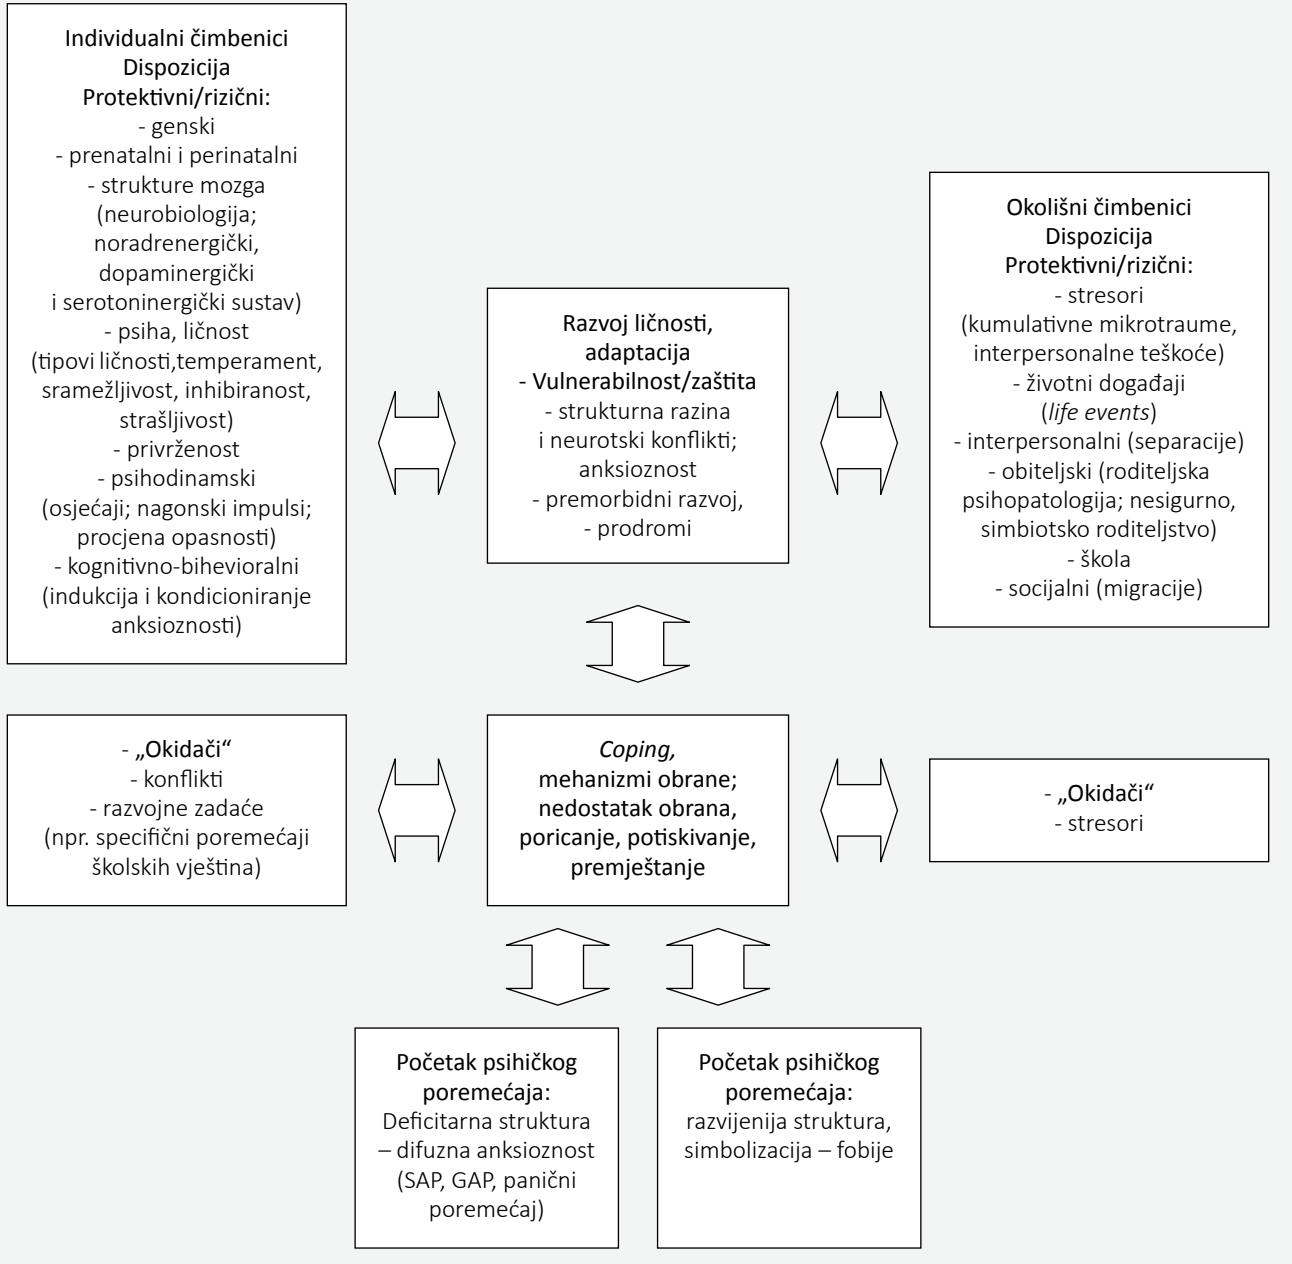 Individualni čimbenici
Dispozicija
Protektivni/rizični:
- genski
- prenatalni i perinatalni
- strukture mozga
(neurobiologija;
noradrenergički,
dopaminergički
i serotoninergički sustav)
- psiha, ličnost
(tipovi ličnosti,temperament,
sramežljivost, inhibiranost,
strašljivost)
- privrženost
- psihodinamski
(osjećaji; nagonski impulsi;
procjena opasnosti)
- kognitivno-bihevioralni
(indukcija i kondicioniranje
anksioznosti)
Razvoj ličnosti,
adaptacija
- Vulnerabilnost/zaštita
- strukturna razina
i neurotski konflikti;
anksioznost
- premorbidni razvoj,
- prodromi
Okolišni čimbenici
Dispozicija
Protektivni/rizični:
- stresori
(kumulativne mikrotraume,
interpersonalne teškoće)
- životni događaji
(life events)
- interpersonalni (separacije)
- obiteljski (roditeljska
psihopatologija; nesigurno,
simbiotsko roditeljstvo)
- škola
- socijalni (migracije)
- „Okidači“
- konflikti
- razvojne zadaće
(npr. specifični poremećaji
školskih vještina)
Coping,
mehanizmi obrane;
nedostatak obrana,
poricanje, potiskivanje,
premještanje
- „Okidači“
- stresori
Početak psihičkog
poremećaja:
Deficitarna struktura
– difuzna anksioznost
(SAP, GAP, panični
poremećaj)
Početak psihičkog
poremećaja:
razvijenija struktura,
simbolizacija – fobije